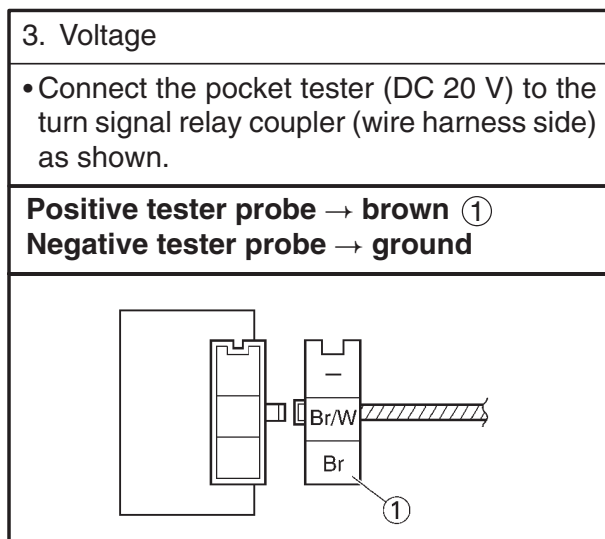 3. Voltage
• Connect the pocket tester (DC 20 V) to the
turn signal relay coupler (wire harness side)
as shown.
Positive tester probe → brown ①
Negative tester probe → ground
–
Br/W
Br
①